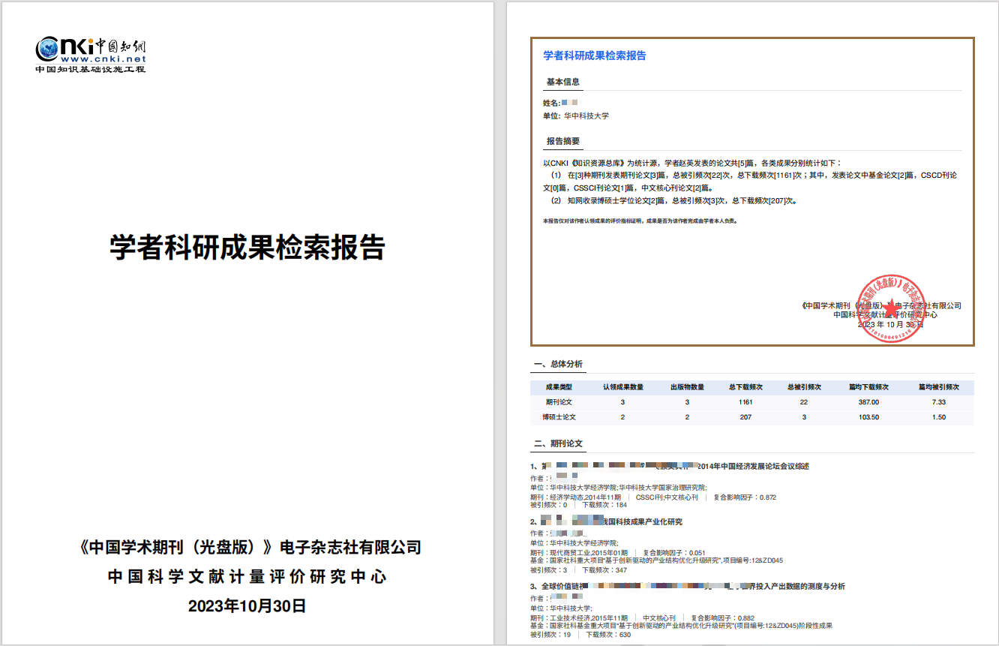 cnki中国知网
www.cnki.net
中国知识基础设施工程
学者科研成果检索报告
《中国学术期刊（光盘版）》电子杂志社有限公司
中国科学文献计量评价研究中心
2023年10月30日
学者科研成果检索报告
基本信息
姓名:
单位: 华中科技大学
报告摘要
以CNKI《知识资源总库》为统计源，学者赵英发表的论文共[5]篇，各类成果分别统计如下：
（1） 在[3]种期刊发表期刊论文[3]篇，总被引频次[22]次，总下载频次[1161]次；其中，发表论文中基金论文[2]篇，CSCD刊论
文[0]篇，CSSCI刊论文[1]篇，中文核心刊论文[2]篇。
（2） 知网收录博硕士学位论文[2]篇，总被引频次[3]次，总下载频次[207]次。
本报告仅对该作者认领成果的评价指标证明，成果是否为该作者完成由学者本人负责。
《中国学术期刊（光盘版）》电子杂志社有限公司
中国科学文献计量评价研究中心
2023 年 10 月 30 日
一、总体分析
成果类型 认领成果数量 出版物数量 总下载频次 总被引频次 篇均下载频次 篇均被引频次
期刊论文 3 3 1161 22 387.00 7.33
博硕士论文 2 2 207 3 103.50 1.50
二、期刊论文
1、第 2014年中国经济发展论坛会议综述
作者：
单位：华中科技大学经济学院;华中科技大学国家治理研究院;
期刊：经济学动态,2014年11期 | CSSCI刊;中文核心刊 | 复合影响因子：0.872
被引频次：0 | 下载频次：184
2、 我国科技成果产业化研究
作者：
单位：华中科技大学经济学院;
期刊：现代商贸工业,2015年01期 | 复合影响因子：0.051
基金：国家社科重大项目“基于创新驱动的产业结构优化升级研究”,项目编号:12&ZD045
被引频次：3 | 下载频次：347
3、全球价值链 界投入产出数据的测度与分析
作者：
单位：华中科技大学;
期刊：工业技术经济,2015年11期 | 中文核心刊 | 复合影响因子：0.882
基金：国家社科基金重大项目“基于创新驱动的产业结构优化升级研究”(项目编号:12&ZD045)阶段性成果
被引频次：19 | 下载频次：630